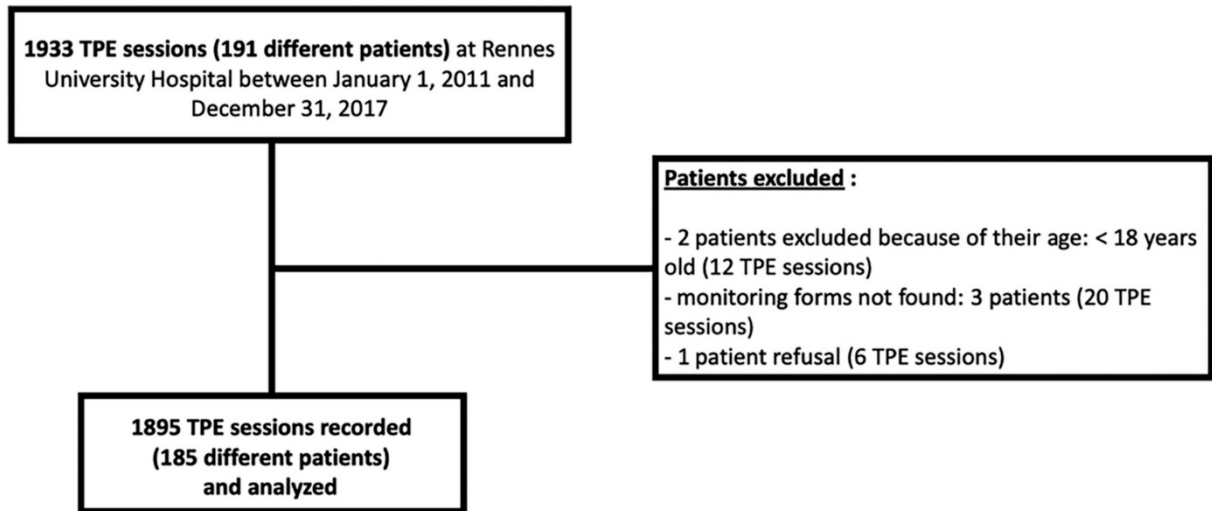 1933 TPE sessions (191 different patients) at Rennes
University Hospital between January 1, 2011 and
December 31, 2017
Patients excluded :
- 2 patients excluded because of their age: < 18 years
old (12 TPE sessions)
- monitoring forms not found: 3 patients (20 TPE
sessions)
- 1 patient refusal (6 TPE sessions)
1895 TPE sessions recorded
(185 different patients)
and analyzed